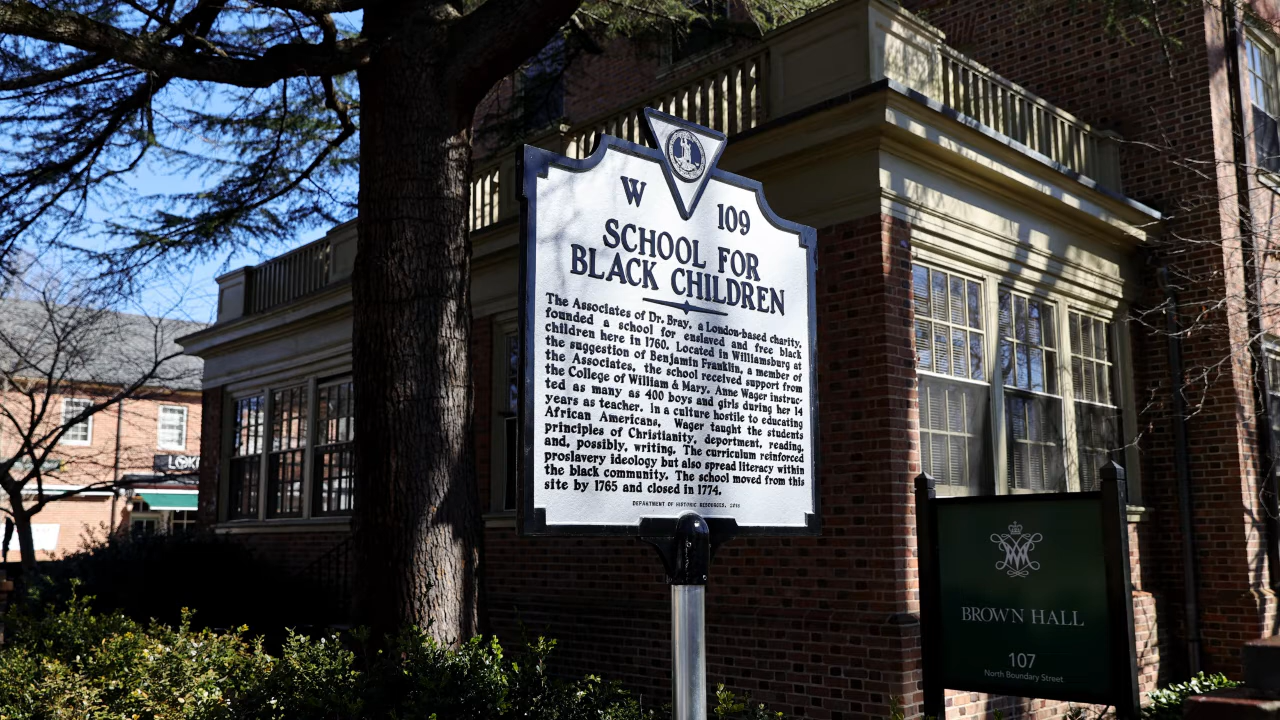 W 109
SCHOOL FOR
BLACK CHILDREN
The Associates of Dr. Bray, a London-based charity,
founded a school for enslaved and free black
children here in 1760. Located in Williamsburg at
the suggestion of Benjamin Franklin, a member of
the Associates, the school received support from
the College of William & Mary. Anne Wager instruc-
ted as many as 400 boys and girls during her 14
years as teacher. In a culture hostile to educating
African Americans, Wager taught the students
principles of Christianity, deportment, reading,
and, possibly, writing. The curriculum reinforced
proslavery ideology but also spread literacy within
the black community. The school moved from this
site by 1765 and closed in 1774.
DEPARTMENT OF HISTORIC RESOURCES,
BROWN HALL
107
North Boundary Street